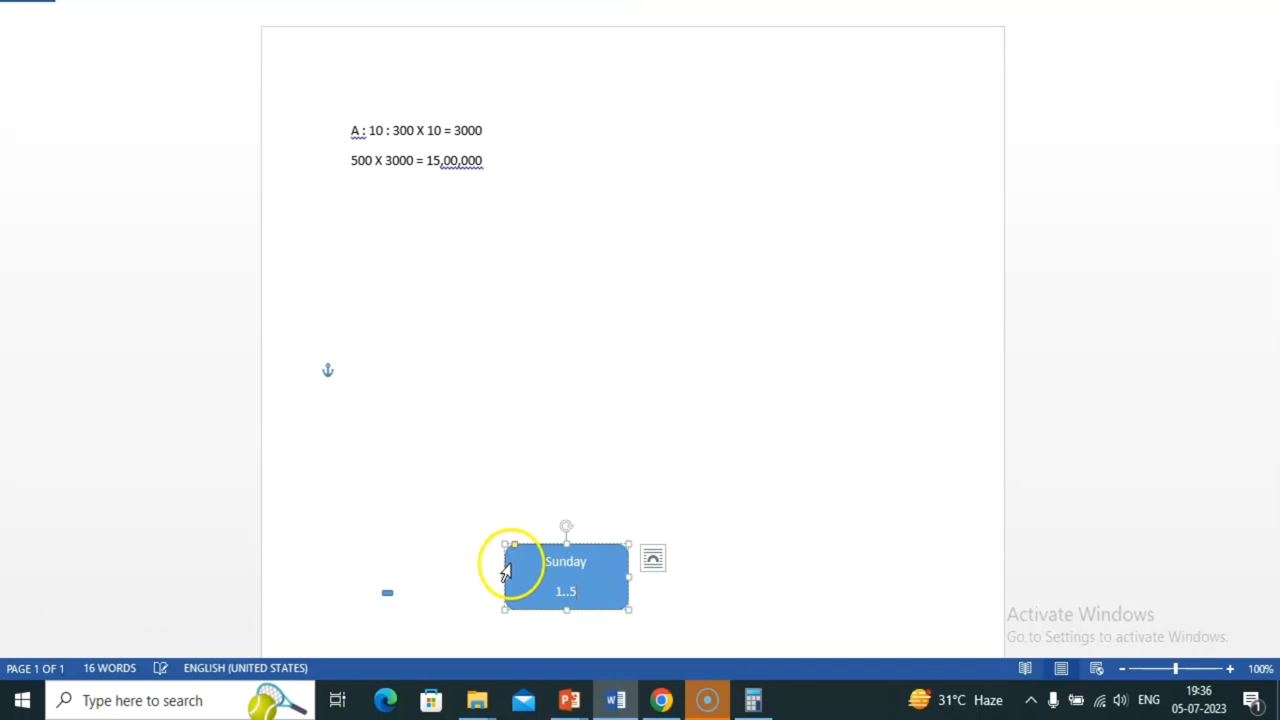 A : 10 : 300 X 10 = 3000
500 X 3000 = 15,00,000
Sunday
1..5
Activate Windows
Go to Settings to activate Windows.
PAGE 1 OF 1 16 WORDS ENGLISH (UNITED STATES) 100%
Type here to search 31°C Haze ENG 19:36
05-07-2023 1